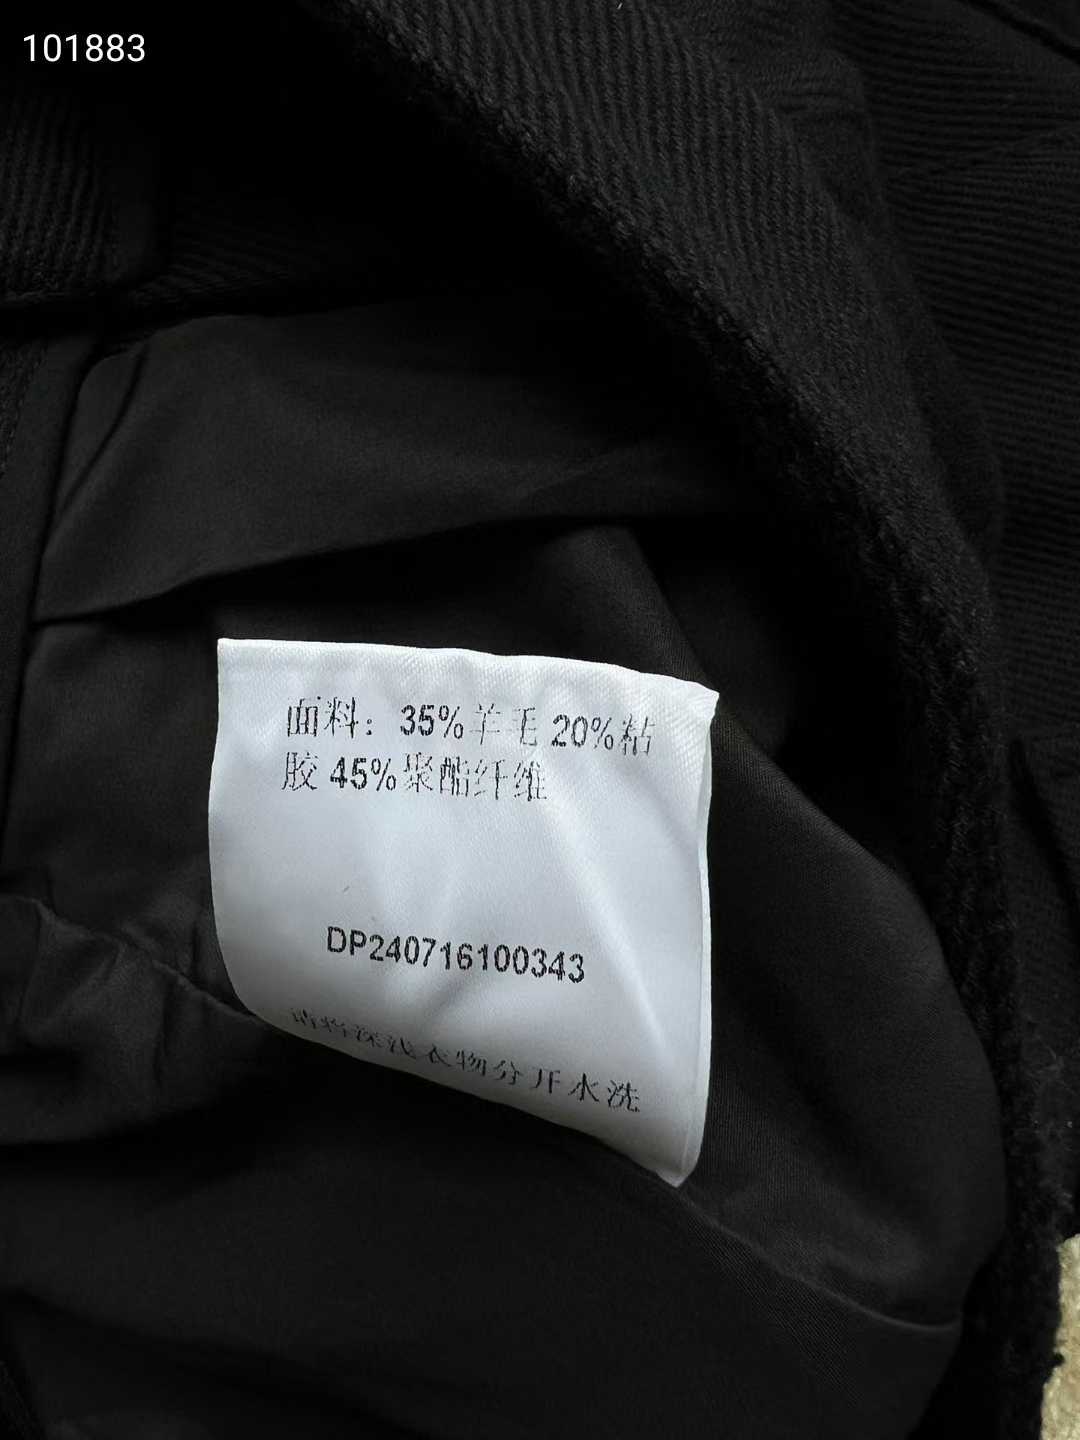 101883
面料：35%羊毛 20%粘
胶 45%聚酯纤维
DP240716100343
请将深浅衣物分开水洗